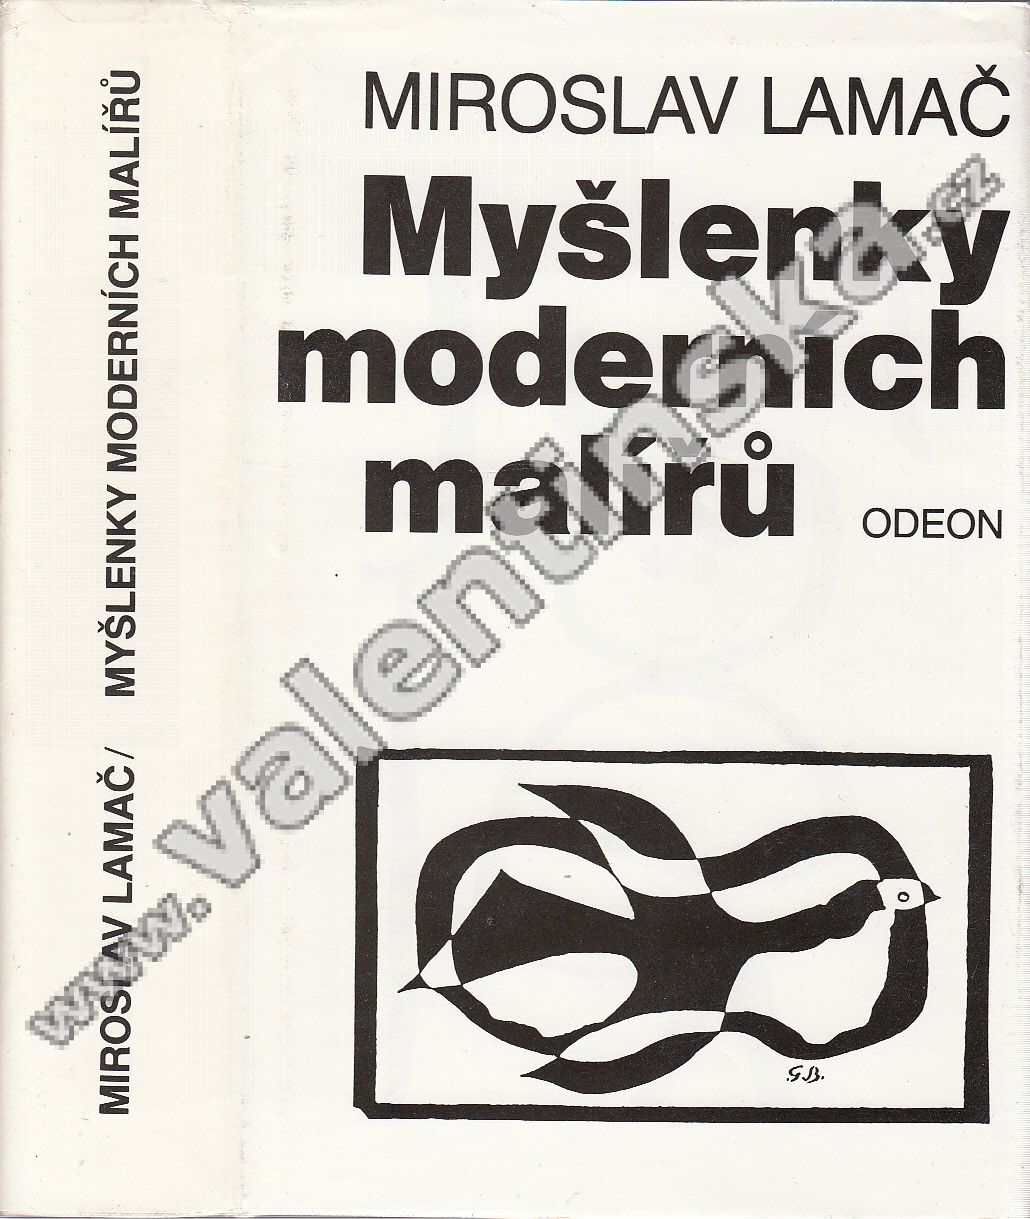 MIROSLAV LAMAČ / MYŠLENKY MODERNÍCH MALÍŘŮ
MIROSLAV LAMAČ
Myšlenky
moderních
malířů
ODEON
G.B.
www.valentinska.cz